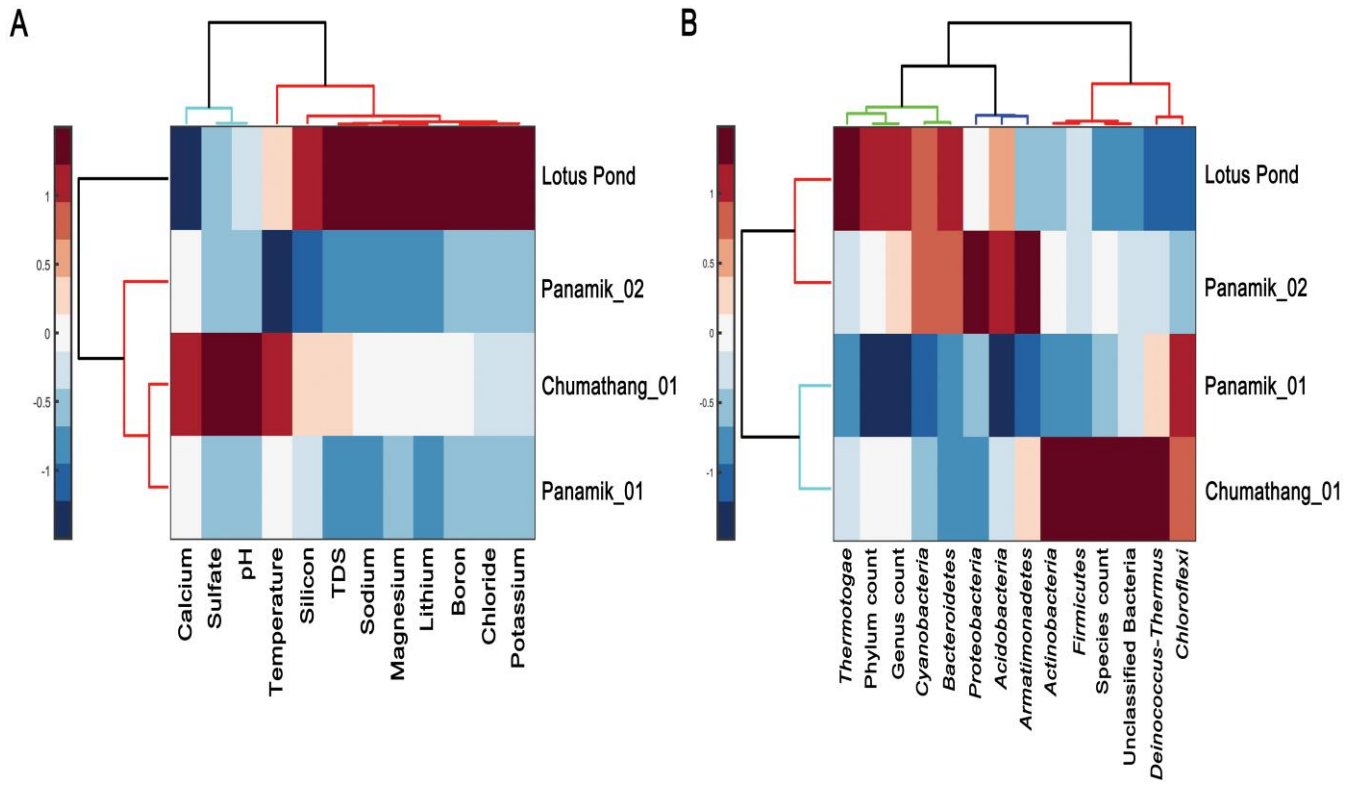 A
1
0.5
0
-0.5
-1
Lotus Pond
Panamik_02
Chumathang_01
Panamik_01
Calcium
Sulfate
pH
Temperature
Silicon
TDS
Sodium
Magnesium
Lithium
Boron
Chloride
Potassium
B
1
0.5
0
-0.5
-1
Lotus Pond
Panamik_02
Panamik_01
Chumathang_01
Thermotogae
Phylum count
Genus count
Cyanobacteria
Bacteroidetes
Proteobacteria
Acidobacteria
Armatimonadetes
Actinobacteria
Firmicutes
Species count
Unclassified Bacteria
Deinococcus-Thermus
Chloroflexi